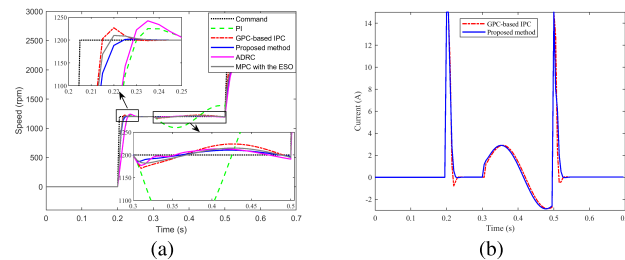 3000
2500
2000
1500
1000
500
0
0 0.1 0.2 0.3 0.4 0.5 0.6 0.7
Speed (rpm)
Time (s)
1250
1200
1150
1100
0.2 0.21 0.22 0.23 0.24 0.25
Command
PI
GPC-based IPC
Proposed method
ADRC
MPC with the ESO
1300
1200
1100
0.3 0.35 0.4 0.45 0.5
(a)
14
12
10
8
6
4
2
0
-2
0 0.1 0.2 0.3 0.4 0.5 0.6
Current (A)
Time (s)
GPC-based IPC
Proposed method
(b)